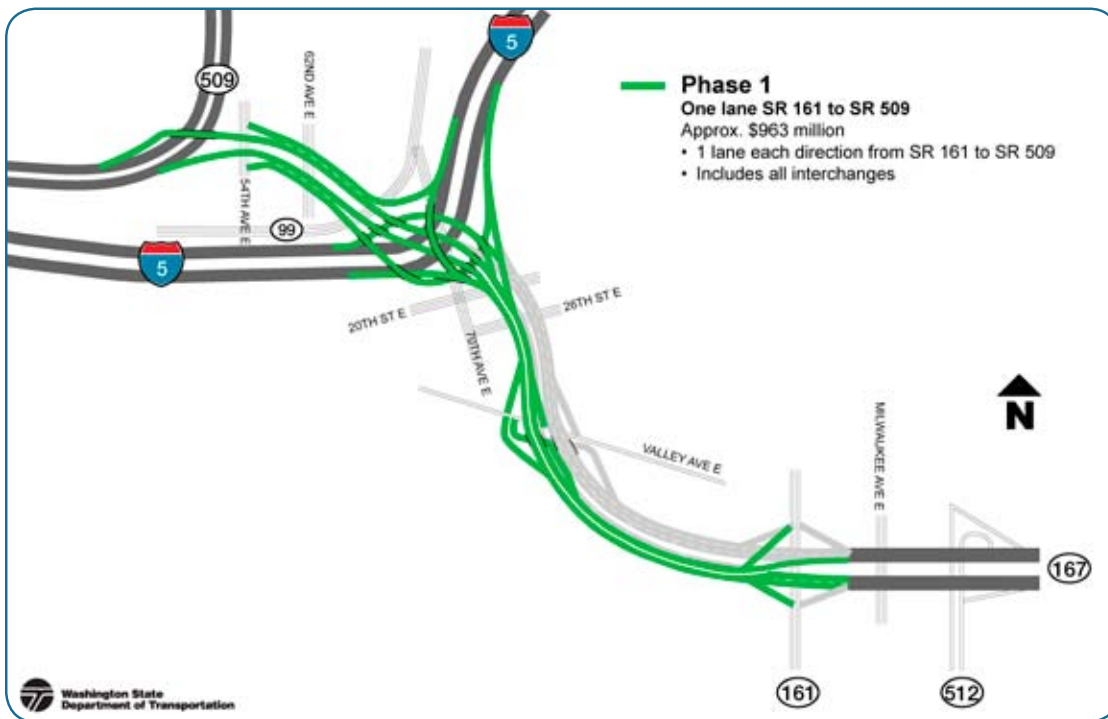 5
509
62ND AVE E
Phase 1
One lane SR 161 to SR 509
Approx. $963 million
• 1 lane each direction from SR 161 to SR 509
• Includes all interchanges
54TH AVE E
99
5
20TH ST E
26TH ST E
70TH AVE E
N
MILWAUKEE AVE E
VALLEY AVE E
167
161
512
Washington State
Department of Transportation